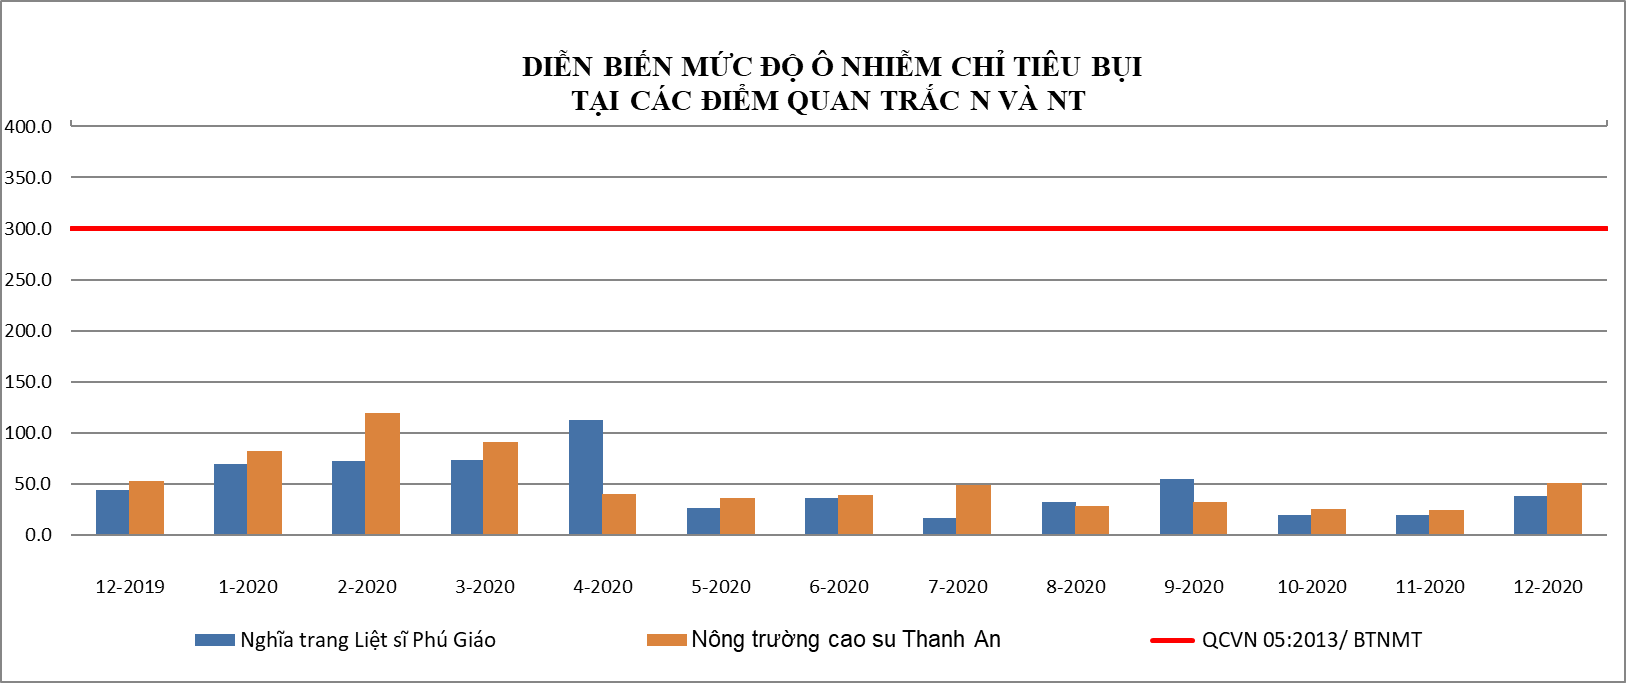 DIỄN BIẾN MỨC ĐỘ Ô NHIỄM CHỈ TIÊU BỤI
TẠI CÁC ĐIỂM QUAN TRẮC N VÀ NT
400.0
350.0
300.0
250.0
200.0
150.0
100.0
50.0
0.0
12-2019 1-2020 2-2020 3-2020 4-2020 5-2020 6-2020 7-2020 8-2020 9-2020 10-2020 11-2020 12-2020
Nghĩa trang Liệt sĩ Phú Giáo Nông trường cao su Thanh An QCVN 05:2013/ BTNMT